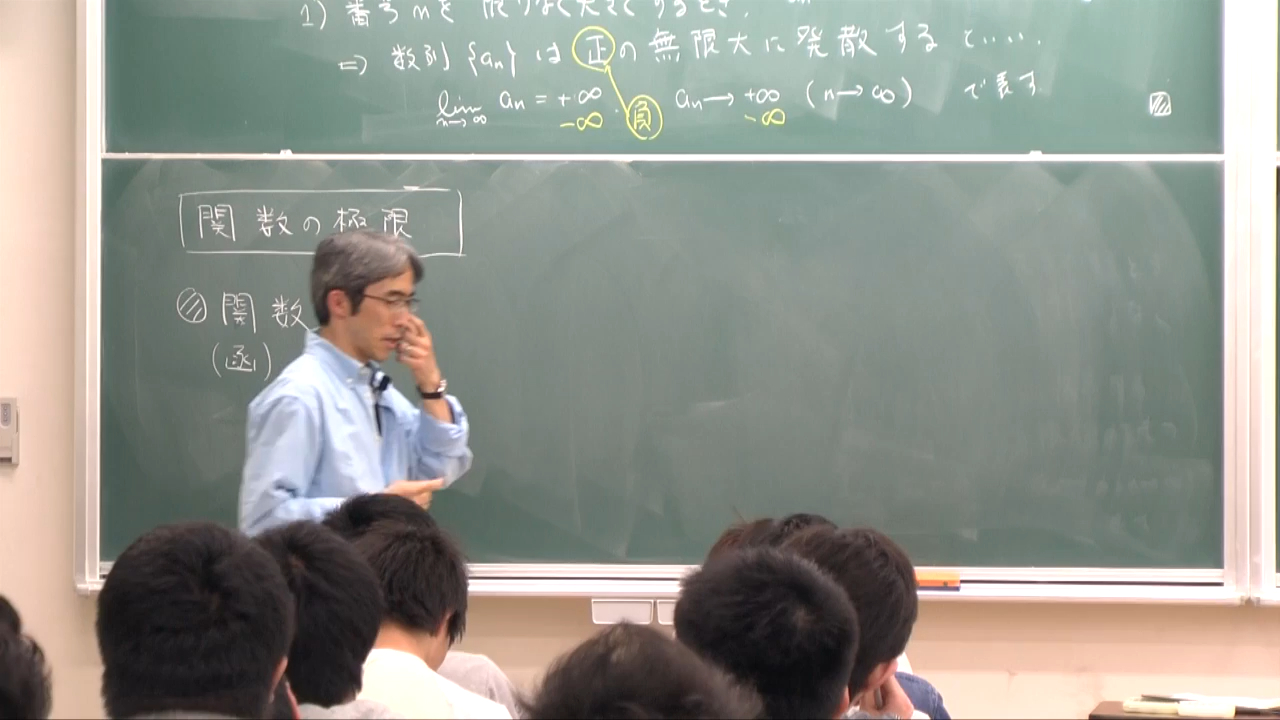 1) 番号 n を 限りなく大きくするとき、
⇒ 数列 {an} は 正の 無限大に発散する という.
lim n→∞ an = +∞. an → +∞ (n→∞) で表す
-∞ 負 -∞
関数の極限
関数
(函)